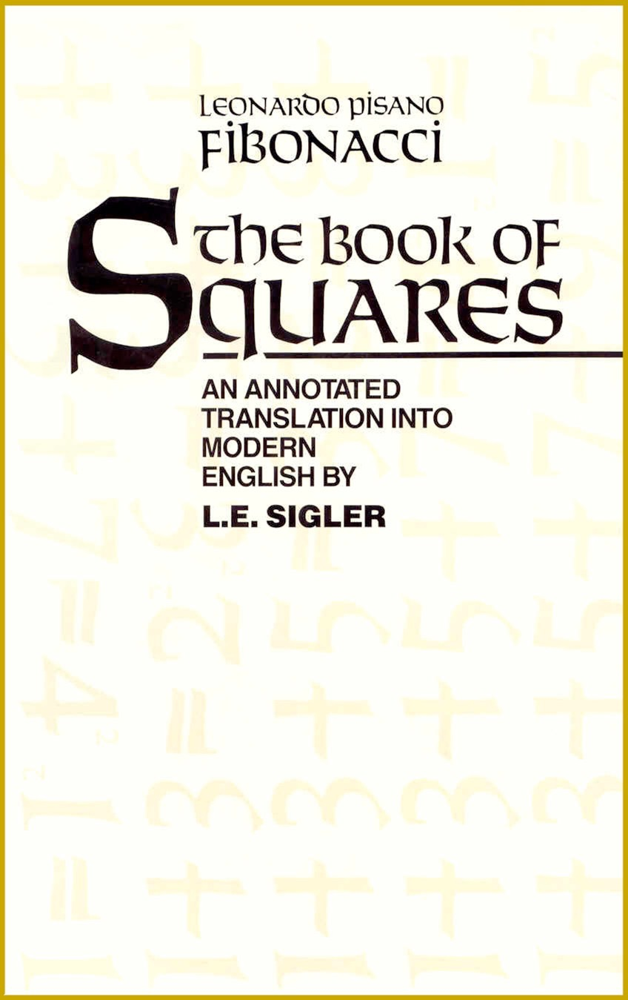 LEONARDO PISANO
FIBONACCI
THE BOOK OF
SQUARES
AN ANNOTATED
TRANSLATION INTO
MODERN
ENGLISH BY
L.E. SIGLER